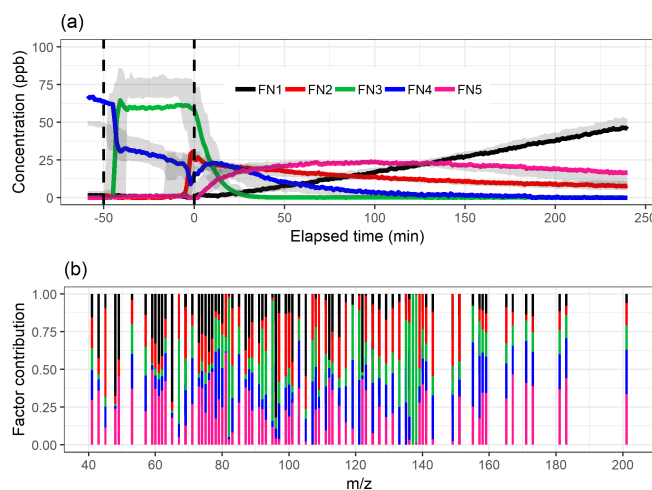 (a)
Concentration (ppb)
100
75
50
25
0
FN1 FN2 FN3 FN4 FN5
-50 0 50 100 150 200 250
Elapsed time (min)
(b)
Factor contribution
1.00
0.75
0.50
0.25
0.00
40 60 80 100 120 140 160 180 200
m/z